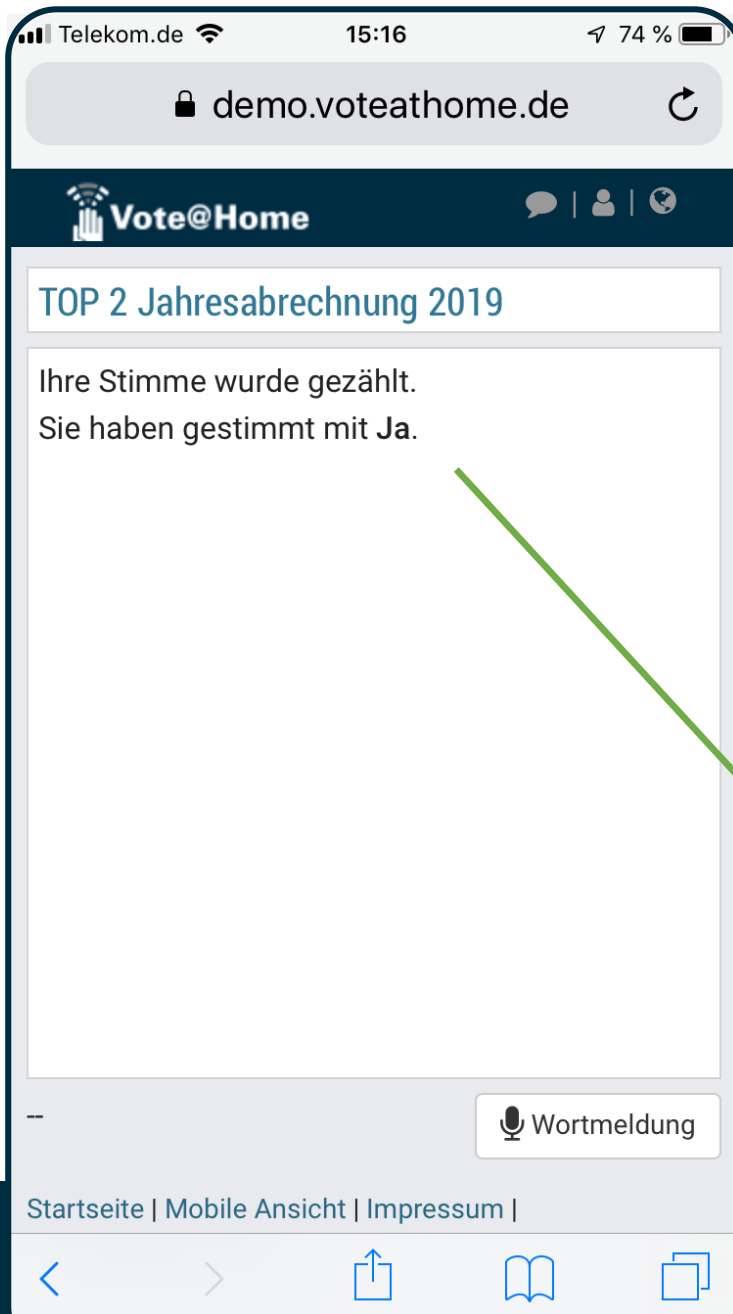 Telekom.de 15:16 74 %
demo.voteathome.de
Vote@Home | |
TOP 2 Jahresabrechnung 2019
Ihre Stimme wurde gezählt.
Sie haben gestimmt mit Ja.
-- Wortmeldung
Startseite | Mobile Ansicht | Impressum |